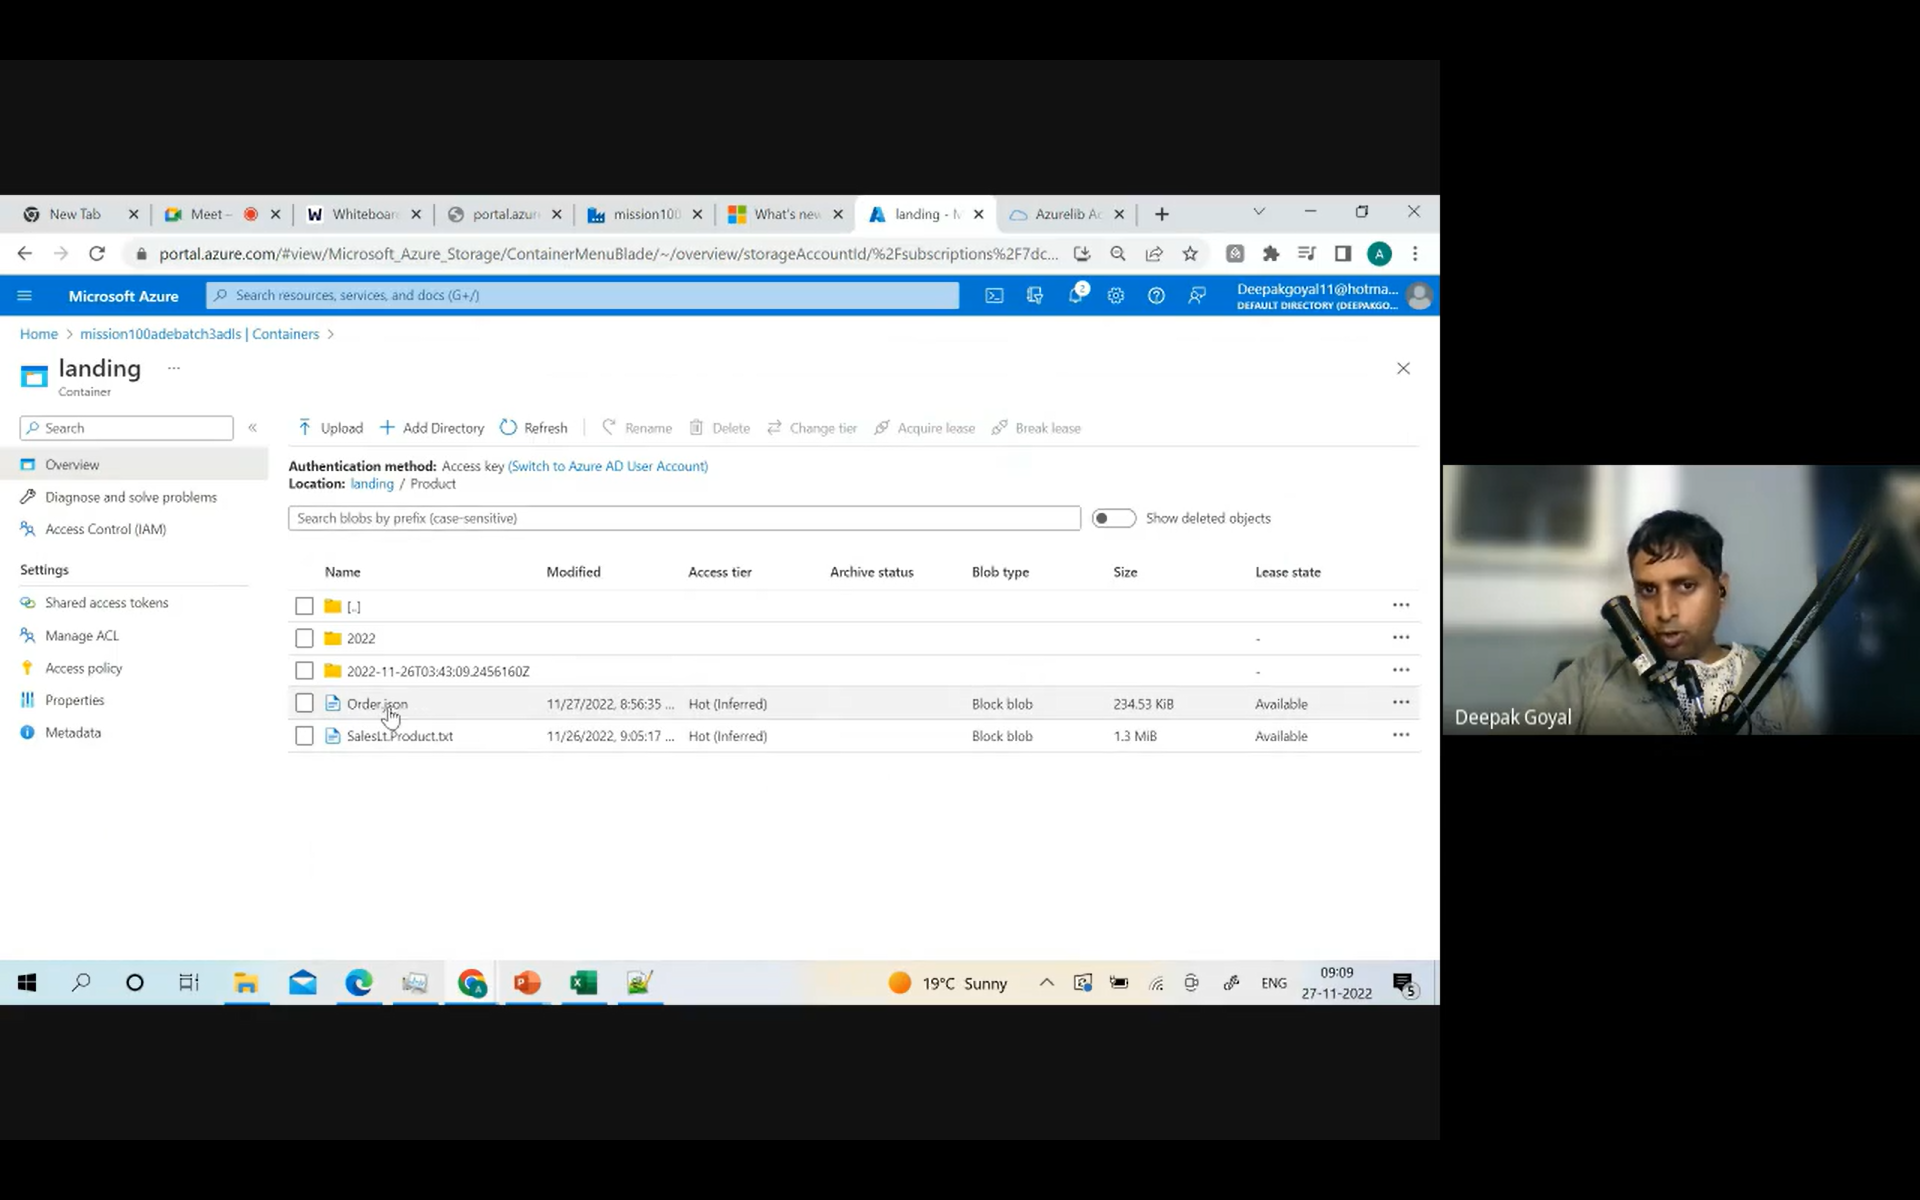 New Tab
Meet -
Whiteboar
portal.azur
mission100
What's new
landing - M
Azurelib Ac
portal.azure.com/#view/Microsoft_Azure_Storage/ContainerMenuBlade/~/overview/storageAccountId/%2Fsubscriptions%2F7dc...
A
Microsoft Azure
Search resources, services, and docs (G+/)
2
Deepakgoyal11@hotma...
DEFAULT DIRECTORY (DEEPAKGO...
Home > mission100adebatch3adls | Containers >
landing ...
Container
Search
«
Upload
Add Directory
Refresh
Rename
Delete
Change tier
Acquire lease
Break lease
Overview
Diagnose and solve problems
Access Control (IAM)
Settings
Shared access tokens
Manage ACL
Access policy
Properties
Metadata
Authentication method: Access key (Switch to Azure AD User Account)
Location: landing / Product
Search blobs by prefix (case-sensitive)
Show deleted objects
Name Modified Access tier Archive status Blob type Size Lease state
[..] ...
2022 - ...
2022-11-26T03:43:09.2456160Z - ...
Order.json 11/27/2022, 8:56:35 ... Hot (Inferred) Block blob 234.53 KiB Available ...
SalesLt.Product.txt 11/26/2022, 9:05:17 ... Hot (Inferred) Block blob 1.3 MiB Available ...
Deepak Goyal
19°C Sunny
ENG
09:09
27-11-2022
5